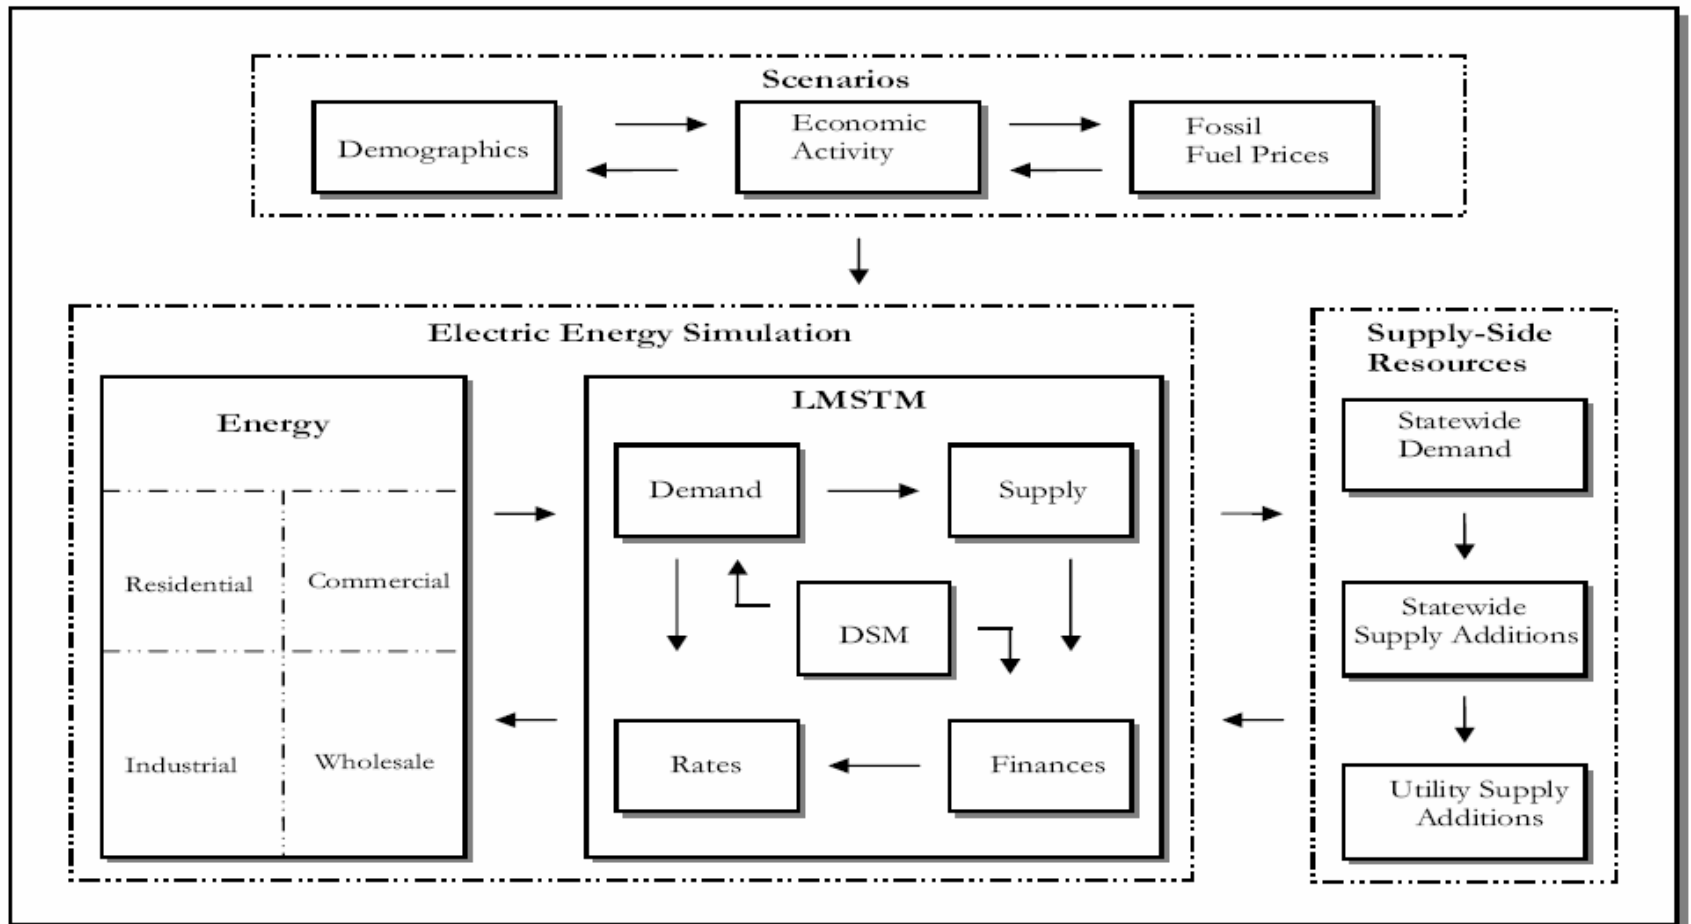 Scenarios
Demographics
Economic
Activity
Fossil
Fuel Prices
Electric Energy Simulation
Energy
Residential
Commercial
Industrial
Wholesale
LMSTM
Demand
Supply
DSM
Rates
Finances
Supply-Side
Resources
Statewide
Demand
Statewide
Supply Additions
Utility Supply
Additions